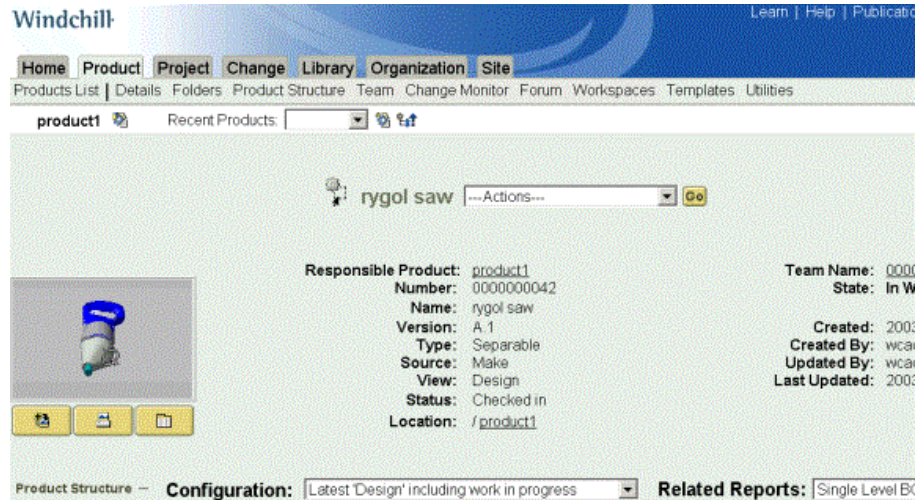 Windchill
Learn | Help |
Home Product Project Change Library Organization Site
Products List | Details Folders Product Structure Team Change Monitor Forum Workspaces Templates Utilities
product1 Recent Products:
rygol saw ---Actions--- Go
Responsible Product: product1 Team Name:
Number: 0000000042 State: In
Name: rygol saw
Version: A.1 Created: 2003
Type: Separable Created By:
Source: Make Updated By:
View: Design Last Updated: 2003
Status: Checked in
Location: / product1
Product Structure — Configuration: Latest 'Design' including work in progress Related Reports: Single Level